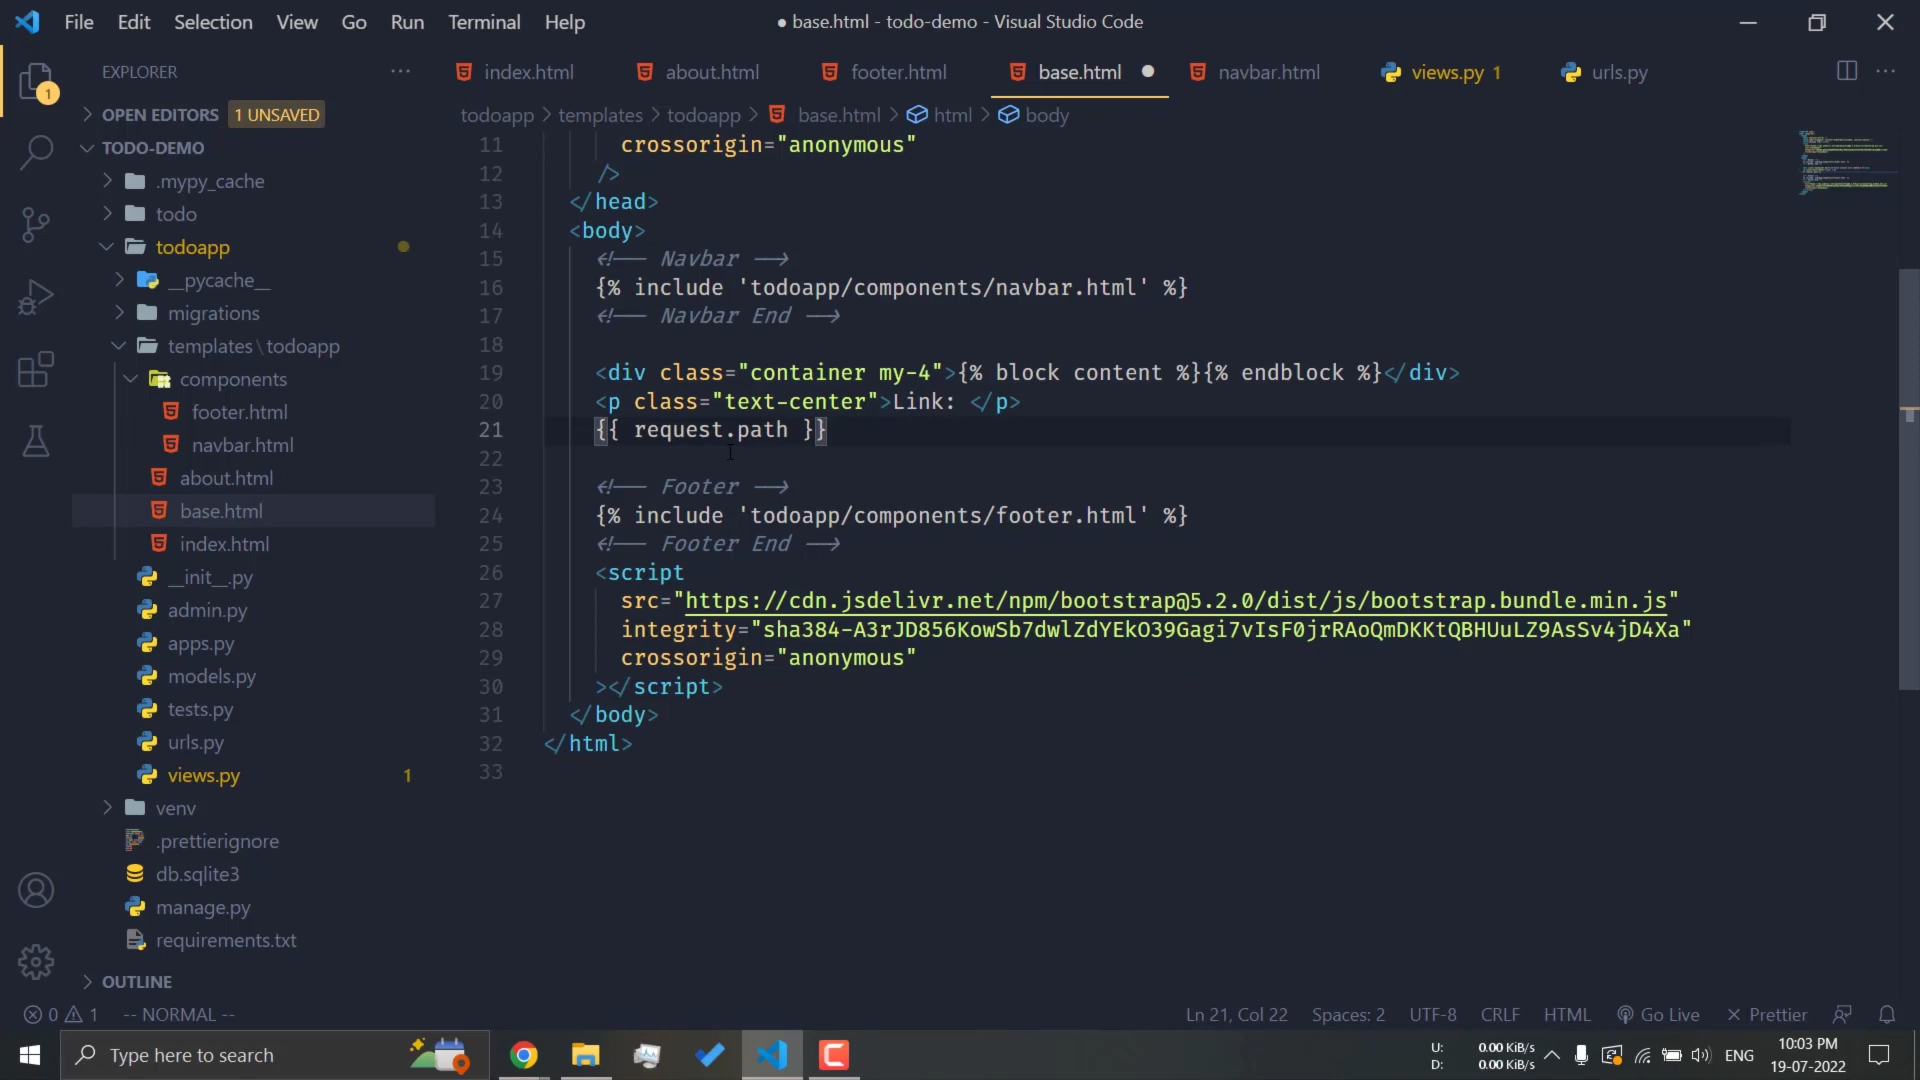 File Edit Selection View Go Run Terminal Help
● base.html - todo-demo - Visual Studio Code
EXPLORER
index.html
about.html
footer.html
base.html
navbar.html
views.py 1
urls.py
1
OPEN EDITORS 1 UNSAVED
todoapp > templates > todoapp > base.html > html > body
TODO-DEMO
.mypy_cache
todo
todoapp
__pycache__
migrations
templates\todoapp
components
footer.html
navbar.html
about.html
base.html
index.html
__init__.py
admin.py
apps.py
models.py
tests.py
urls.py
views.py 1
venv
.prettierignore
db.sqlite3
manage.py
requirements.txt
OUTLINE
11 crossorigin="anonymous"
12 />
13 </head>
14 <body>
15 <!-- Navbar -->
16 {% include 'todoapp/components/navbar.html' %}
17 <!-- Navbar End -->
18
19 <div class="container my-4">{% block content %}{% endblock %}</div>
20 <p class="text-center">Link: </p>
21 {{ request.path }}
22
23 <!-- Footer -->
24 {% include 'todoapp/components/footer.html' %}
25 <!-- Footer End -->
26 <script
27 src="https://cdn.jsdelivr.net/npm/bootstrap@5.2.0/dist/js/bootstrap.bundle.min.js"
28 integrity="sha384-A3rJD856KowSb7dwlZdYEkO39Gagi7vIsF0jrRAoQmDKKtQBHUuLZ9AsSv4jD4Xa"
29 crossorigin="anonymous"
30 ></script>
31 </body>
32 </html>
33
0 1 -- NORMAL --
Ln 21, Col 22 Spaces: 2 UTF-8 CRLF HTML Go Live Prettier
Type here to search
U: 0.00 KiB/s
D: 0.00 KiB/s
ENG
10:03 PM
19-07-2022